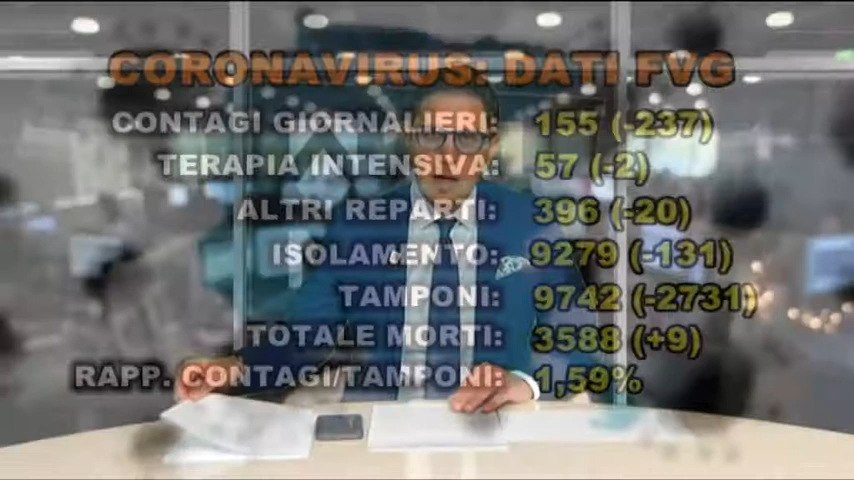 CORONAVIRUS: DATI FVG
CONTAGI GIORNALIERI: 155 (-237)
TERAPIA INTENSIVA: 57 (-2)
ALTRI REPARTI: 396 (-20)
ISOLAMENTO: 9279 (-131)
TAMPONI: 9742 (-2731)
TOTALE MORTI: 3588 (+9)
RAPP. CONTAGI/TAMPONI: 1,59%